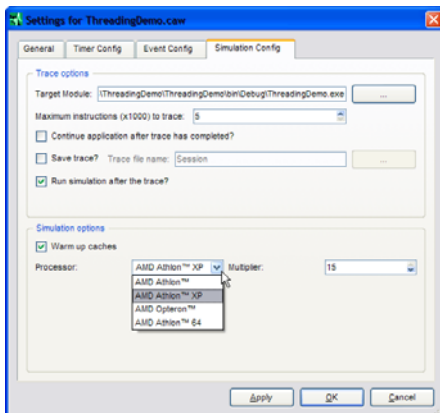 Settings for ThreadingDemo.caw
General Timer Config Event Config Simulation Config
Trace options
Target Module: \ThreadingDemo\ThreadingDemo\bin\Debug\ThreadingDemo.exe ...
Maximum instructions (x1000) to trace: 5
Continue application after trace has completed?
Save trace? Trace file name: Session ...
Run simulation after the trace?
Simulation options
Warm up caches
Processor: AMD Athlon™ XP Multiplier: 15
AMD Athlon™
AMD Athlon™ XP
AMD Opteron™
AMD Athlon™ 64
Apply OK Cancel